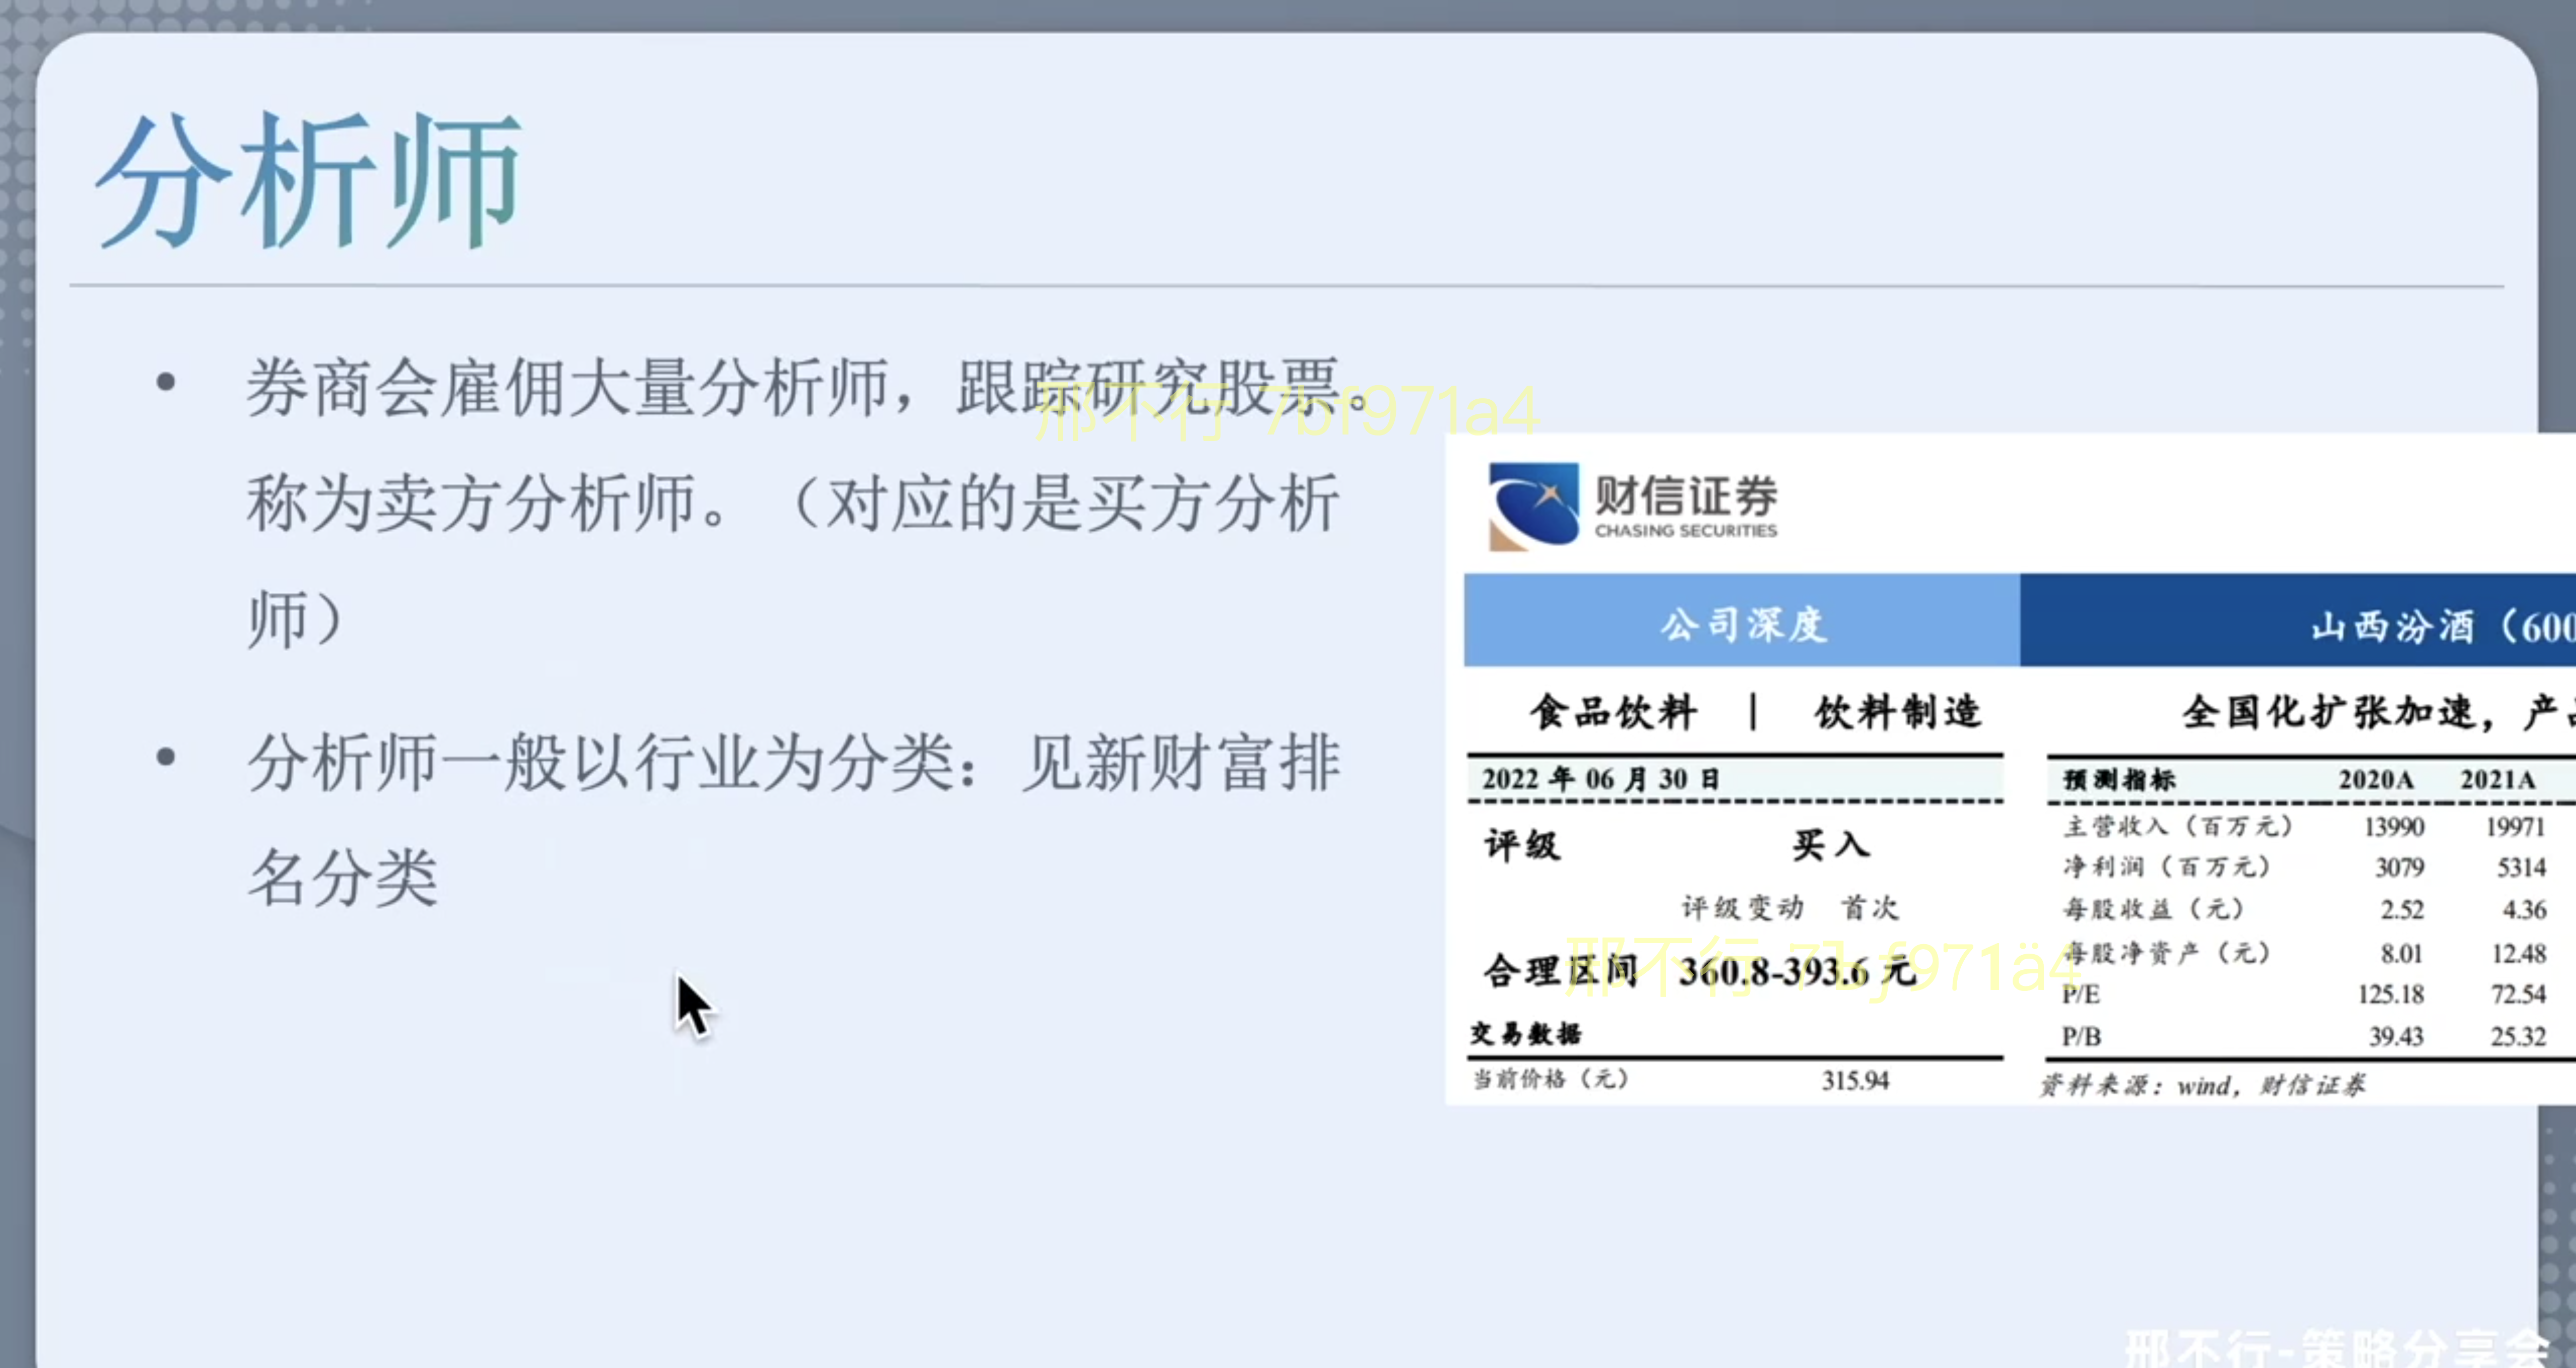 分析师
• 券商会雇佣大量分析师，跟踪研究股票。
称为卖方分析师。（对应的是买方分析
师）
• 分析师一般以行业为分类：见新财富排
名分类
邢不行 7bf971a4
财信证券
CHASING SECURITIES
公司深度
山西汾酒（600
食品饮料 | 饮料制造
2022 年 06 月 30 日
评级 买入
评级变动 首次
合理区间 360.8-393.6 元
交易数据
当前价格（元） 315.94
全国化扩张加速，产
预测指标 2020A 2021A
主营收入（百万元） 13990 19971
净利润（百万元） 3079 5314
每股收益（元） 2.52 4.36
每股净资产（元） 8.01 12.48
P/E 125.18 72.54
P/B 39.43 25.32
资料来源：wind，财信证券
邢不行 7bf971a4
邢不行-策略分享会